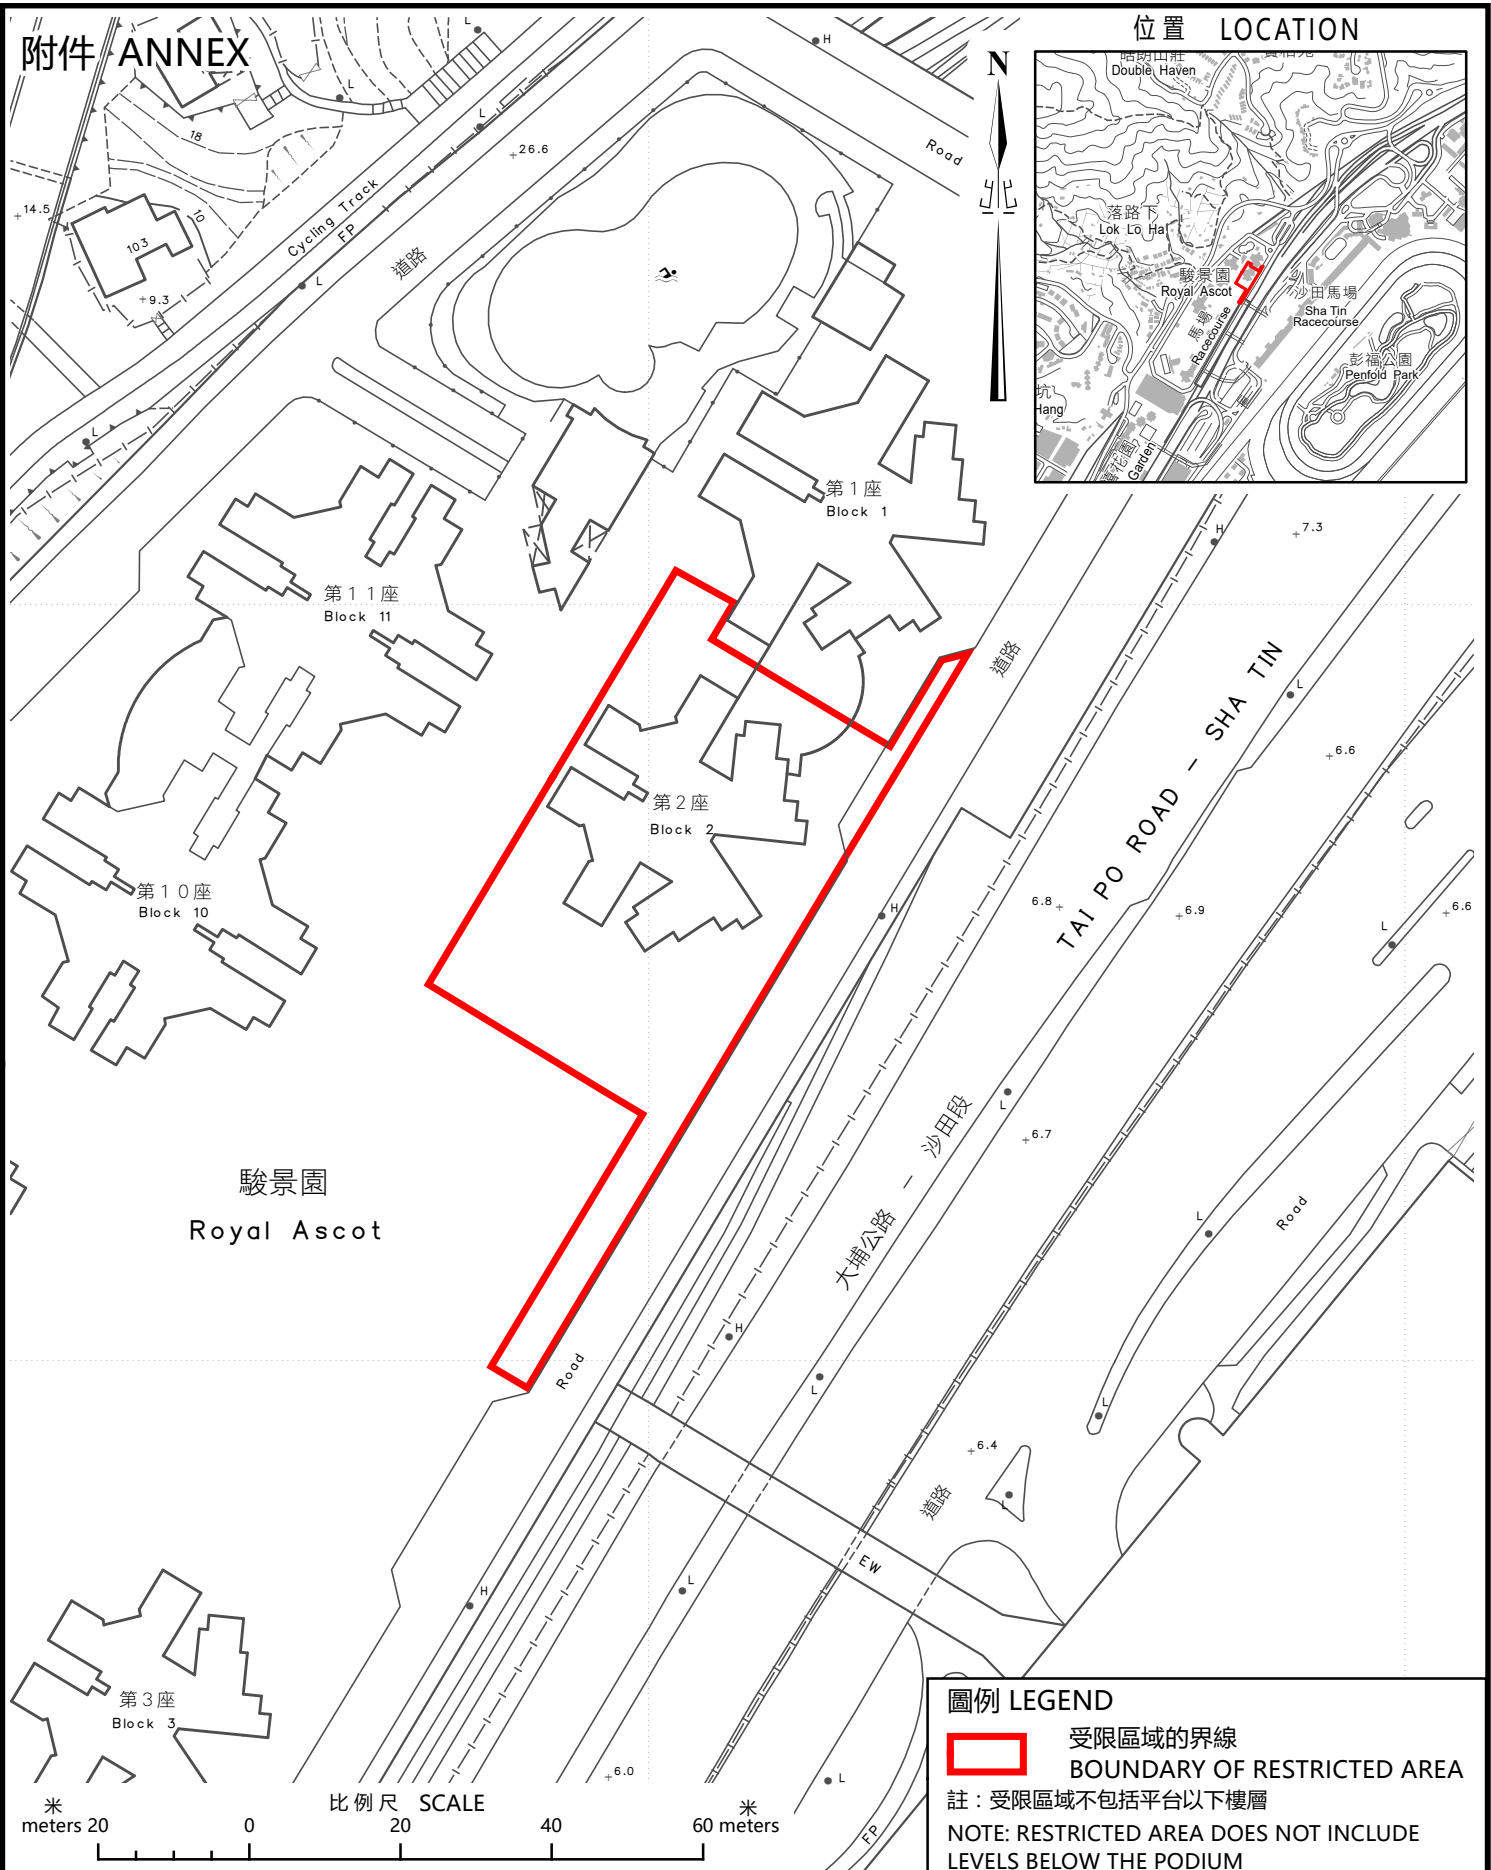 附件 ANNEX
位置 LOCATION
N
Double Haven
落路下
Lok Lo Ha
駿景園
Royal Ascot
馬場
Racecourse
沙田馬場
Sha Tin
Racecourse
彭福公園
Penfold Park
坑
Hang
Garden
H
L
L
L
Road
18
26.6
14.5
10
103
9.3
Cycling Track
FP
道路
L
L
第1座
Block 1
7.3
H
第11座
Block 11
道路
TAI PO ROAD – SHA TIN
L
6.6
第2座
Block 2
第10座
Block 10
H
6.8
6.9
6.6
L
大埔公路 – 沙田段
L
6.7
駿景園
Royal Ascot
L
Road
H
Road
L
L
6.4
道路
L
EW
H
L
第3座
Block 3
6.0
L
FP
比例尺 SCALE
米 米
meters 20 0 20 40 60 meters
圖例 LEGEND
受限區域的界線
BOUNDARY OF RESTRICTED AREA
註：受限區域不包括平台以下樓層
NOTE: RESTRICTED AREA DOES NOT INCLUDE
LEVELS BELOW THE PODIUM